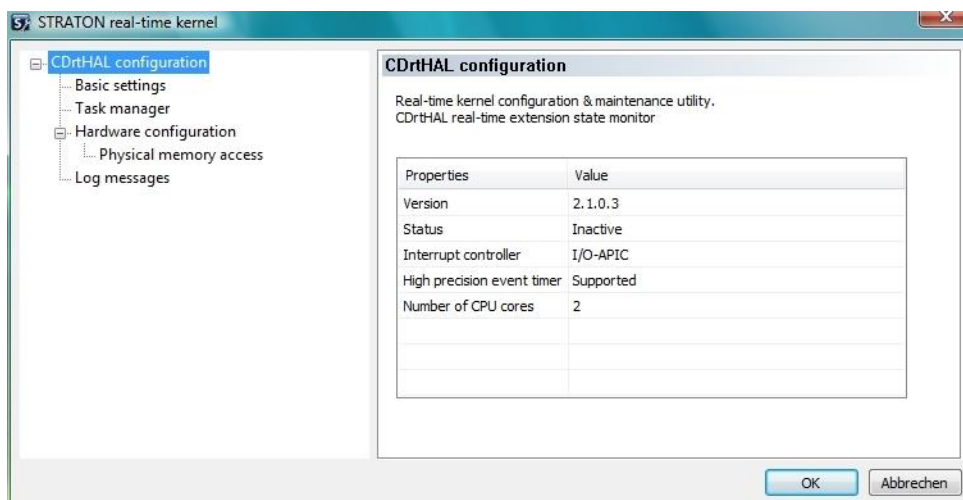 STRATON real-time kernel
CDrtHAL configuration
Basic settings
Task manager
Hardware configuration
Physical memory access
Log messages
CDrtHAL configuration
Real-time kernel configuration & maintenance utility.
CDrtHAL real-time extension state monitor
Properties Value
Version 2.1.0.3
Status Inactive
Interrupt controller I/O-APIC
High precision event timer Supported
Number of CPU cores 2
OK Abbrechen